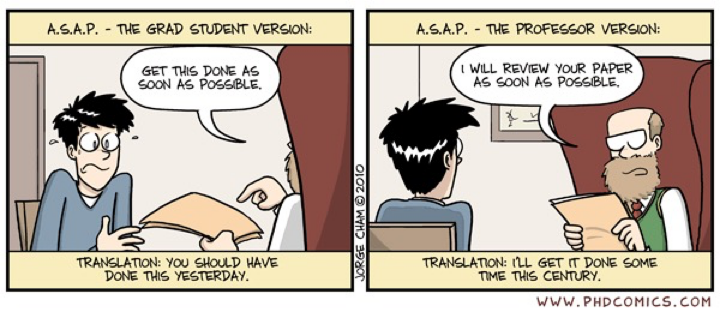 A.S.A.P. - THE GRAD STUDENT VERSION:
GET THIS DONE AS
SOON AS POSSIBLE.
TRANSLATION: YOU SHOULD HAVE
DONE THIS YESTERDAY.
JORGE CHAM © 2010
A.S.A.P. - THE PROFESSOR VERSION:
I WILL REVIEW YOUR PAPER
AS SOON AS POSSIBLE.
TRANSLATION: I'LL GET IT DONE SOME
TIME THIS CENTURY.
WWW.PHDCOMICS.COM